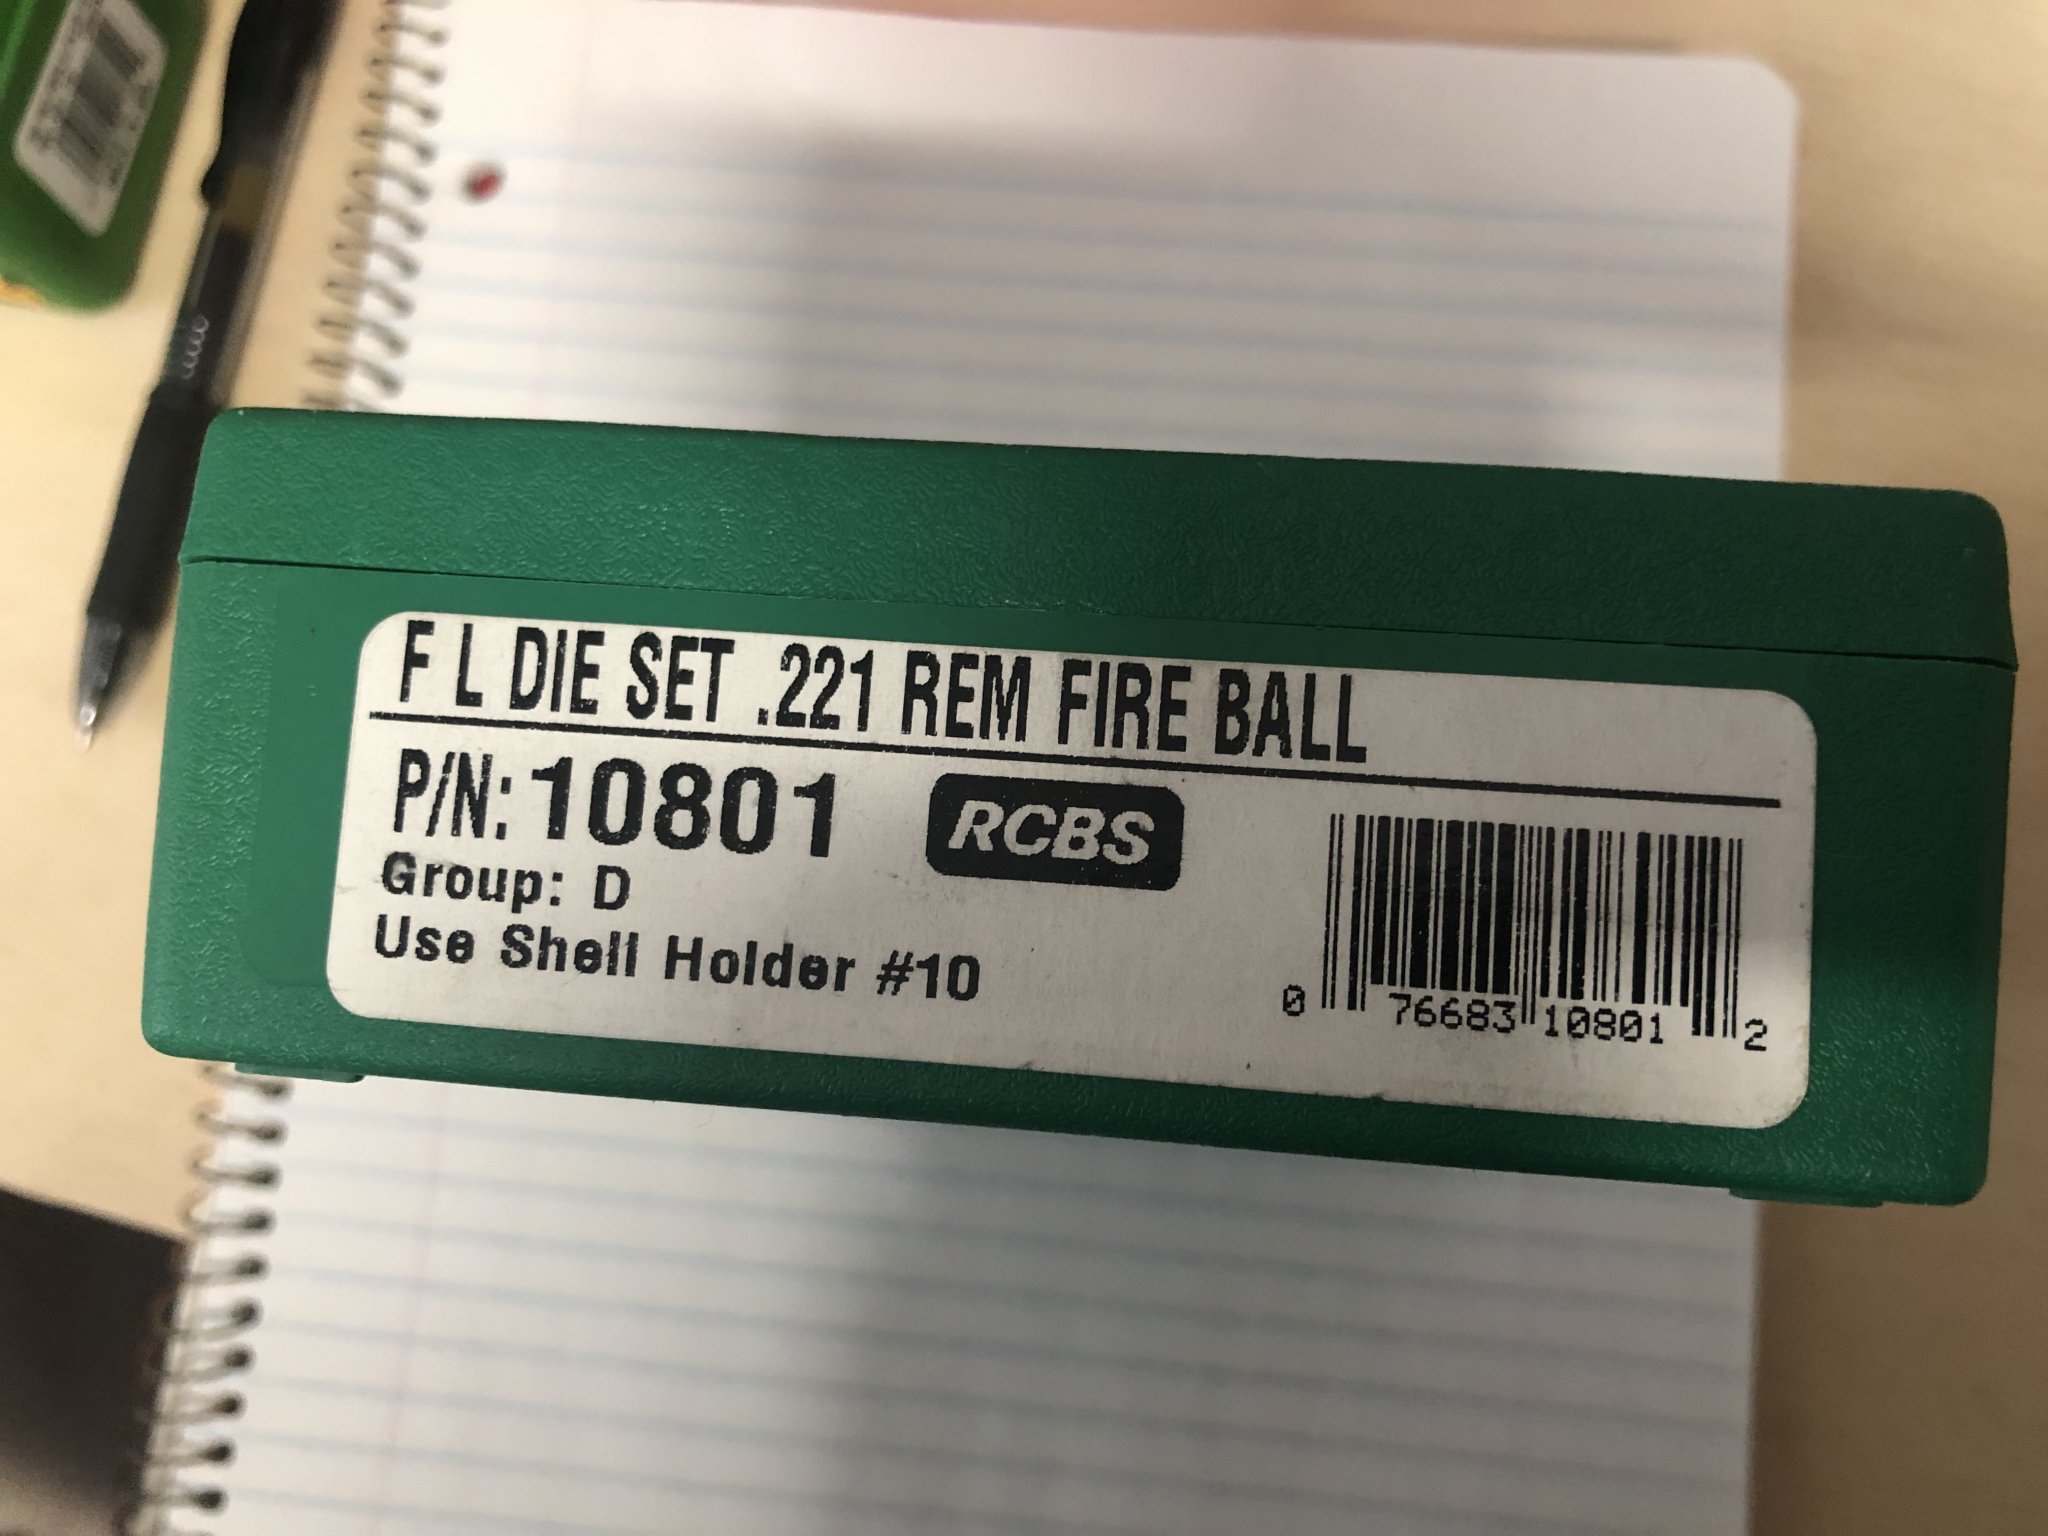 F L DIE SET .221 REM FIRE BALL
P/N: 10801
RCBS
Group: D
Use Shell Holder #10
0 76683 10801 2